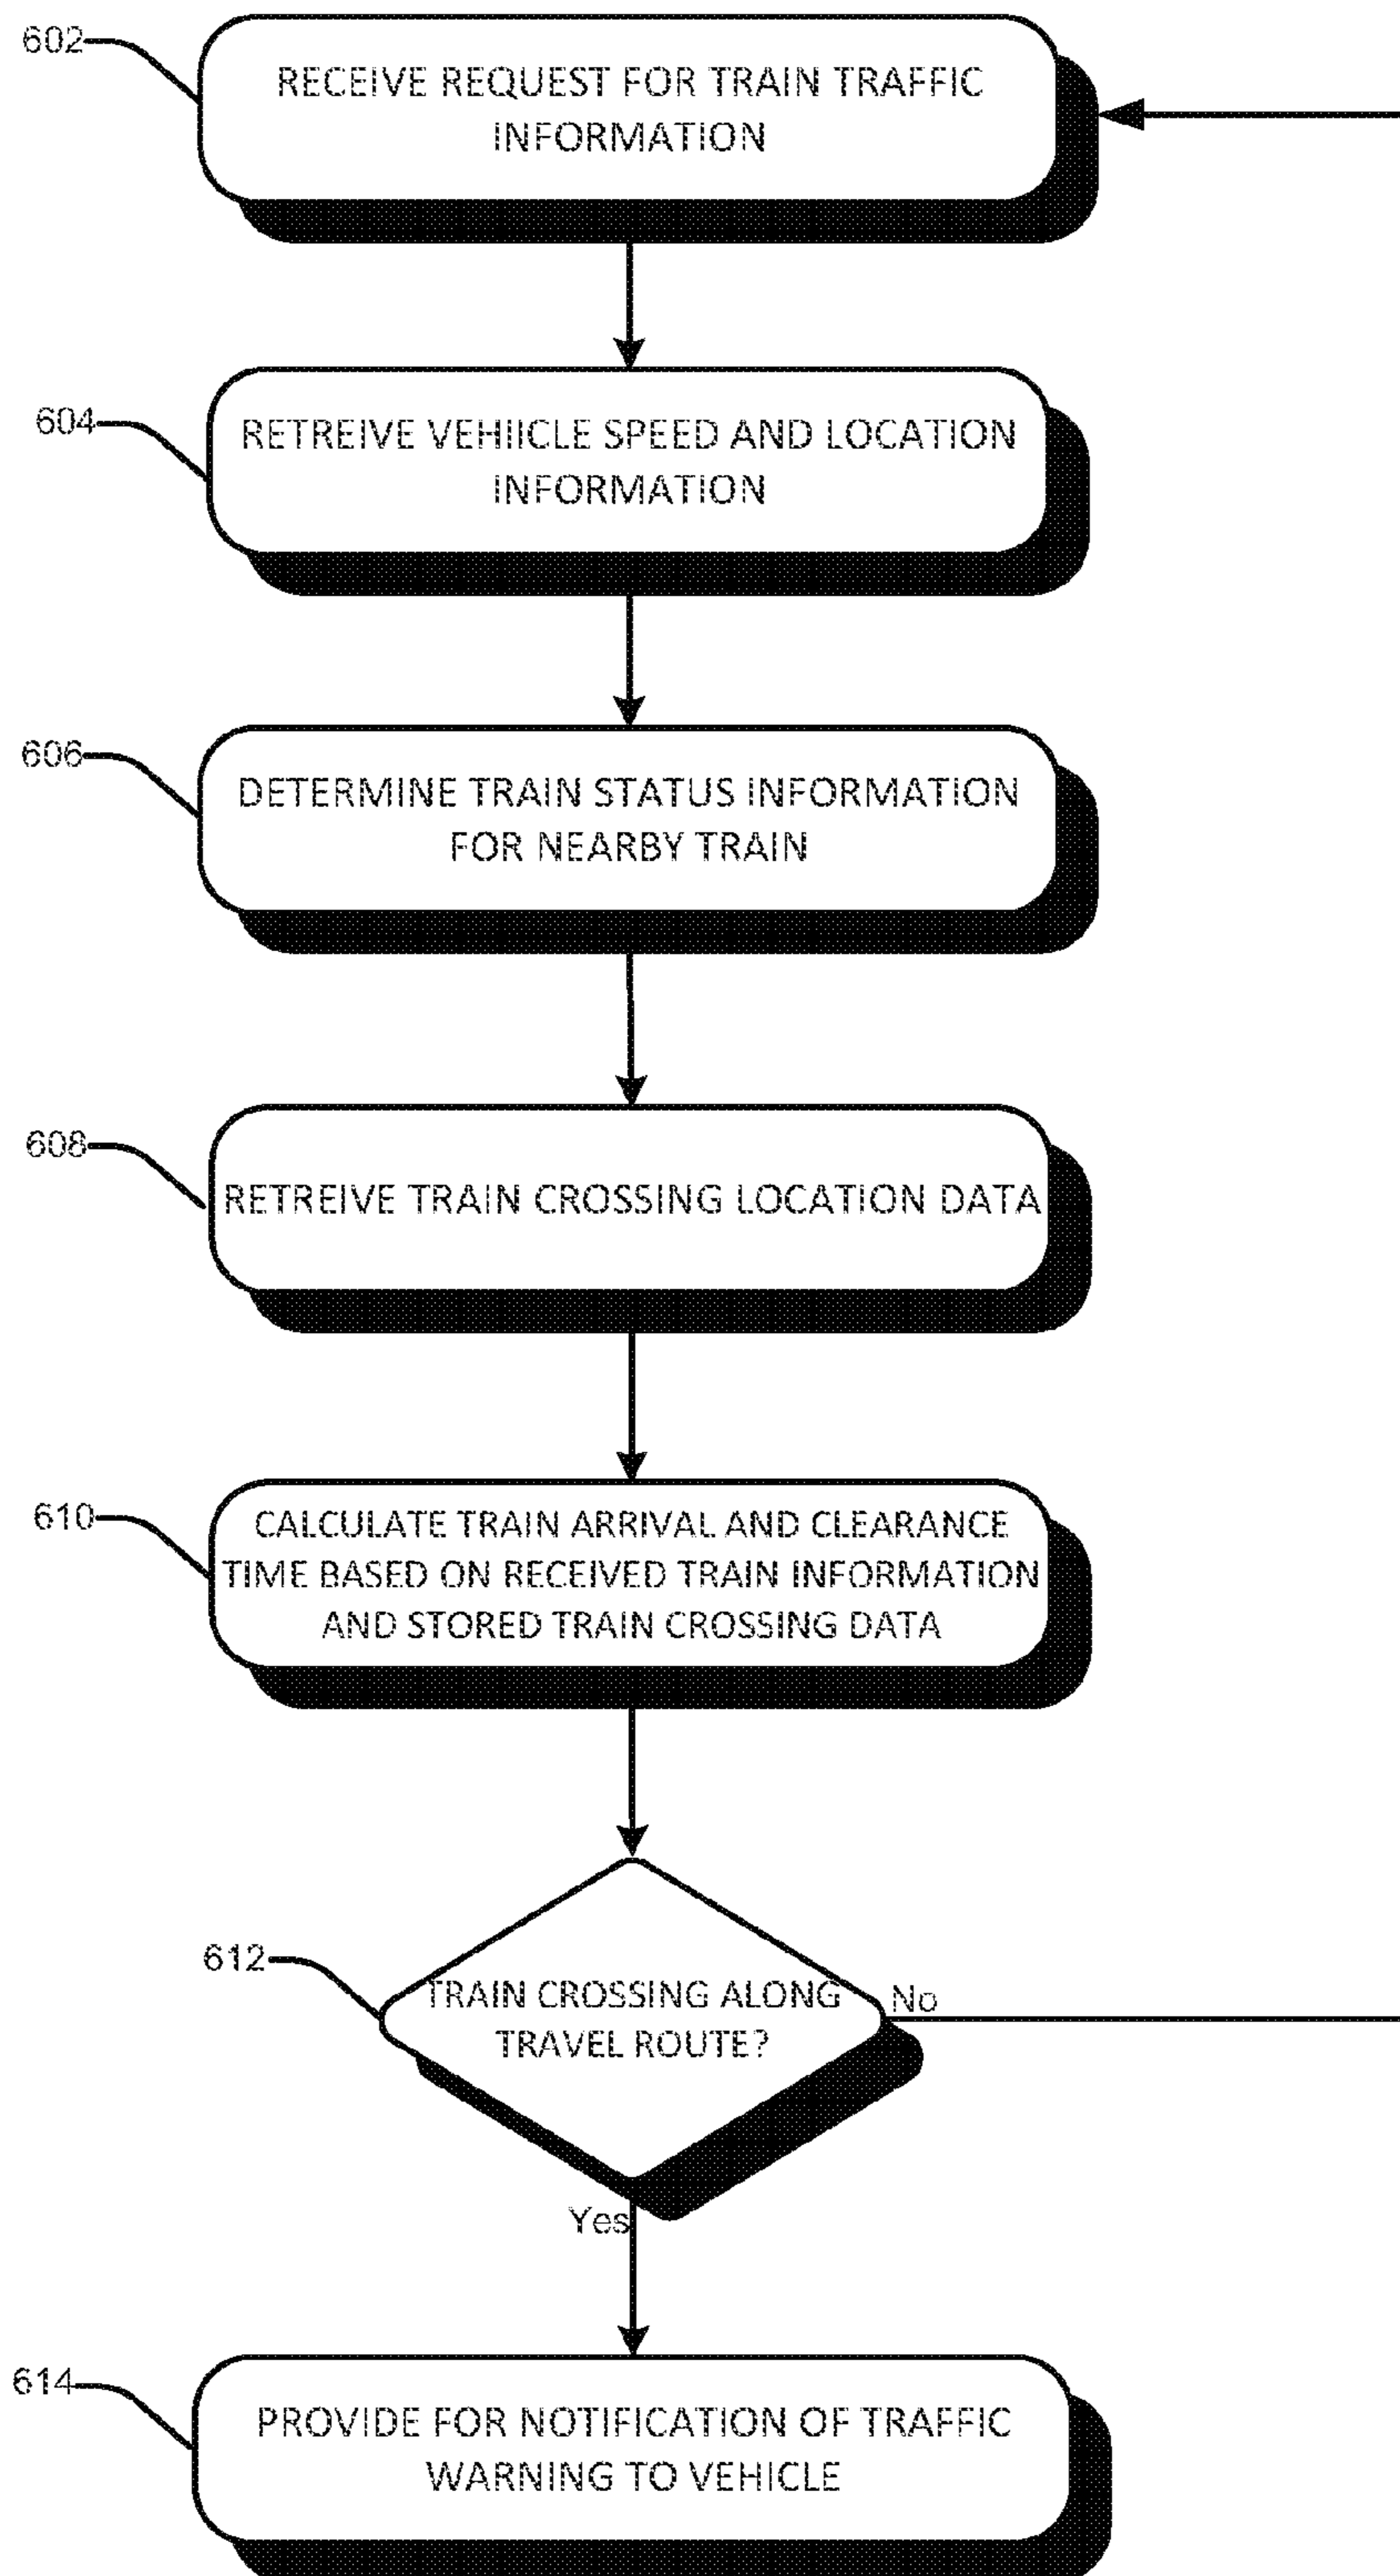 602
RECEIVE REQUEST FOR TRAIN TRAFFIC
INFORMATION
604
RETREIVE VEHIICLE SPEED AND LOCATION
INFORMATION
606
DETERMINE TRAIN STATUS INFORMATION
FOR NEARBY TRAIN
608
RETREIVE TRAIN CROSSING LOCATION DATA
610
CALCULATE TRAIN ARRIVAL AND CLEARANCE
TIME BASED ON RECEIVED TRAIN INFORMATION
AND STORED TRAIN CROSSING DATA
612
TRAIN CROSSING ALONG
TRAVEL ROUTE?
No
Yes
614
PROVIDE FOR NOTIFICATION OF TRAFFIC
WARNING TO VEHICLE